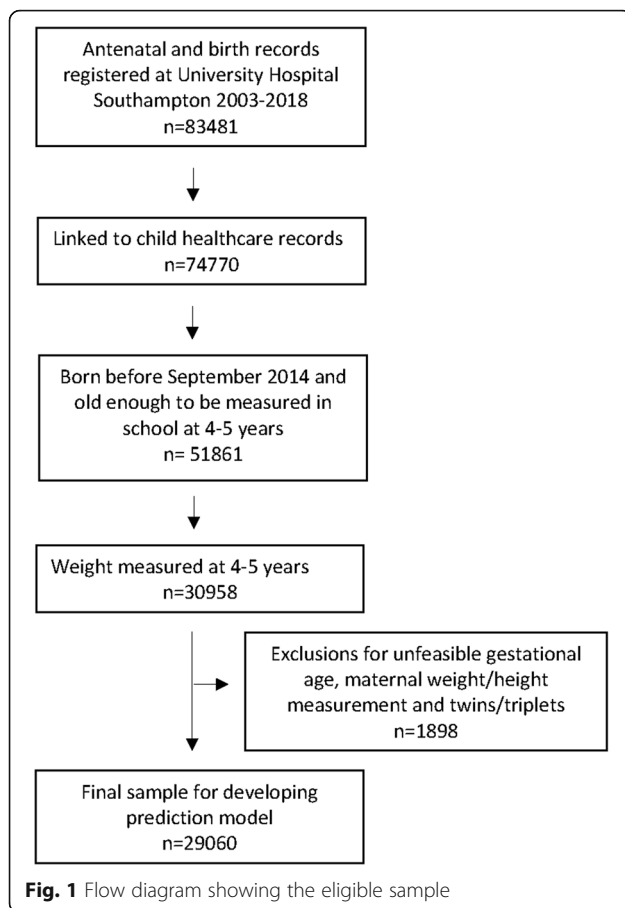 Antenatal and birth records
registered at University Hospital
Southampton 2003-2018
n=83481
Linked to child healthcare records
n=74770
Born before September 2014 and
old enough to be measured in
school at 4-5 years
n= 51861
Weight measured at 4-5 years
n=30958
Exclusions for unfeasible gestational
age, maternal weight/height
measurement and twins/triplets
n=1898
Final sample for developing
prediction model
n=29060
Fig. 1 Flow diagram showing the eligible sample